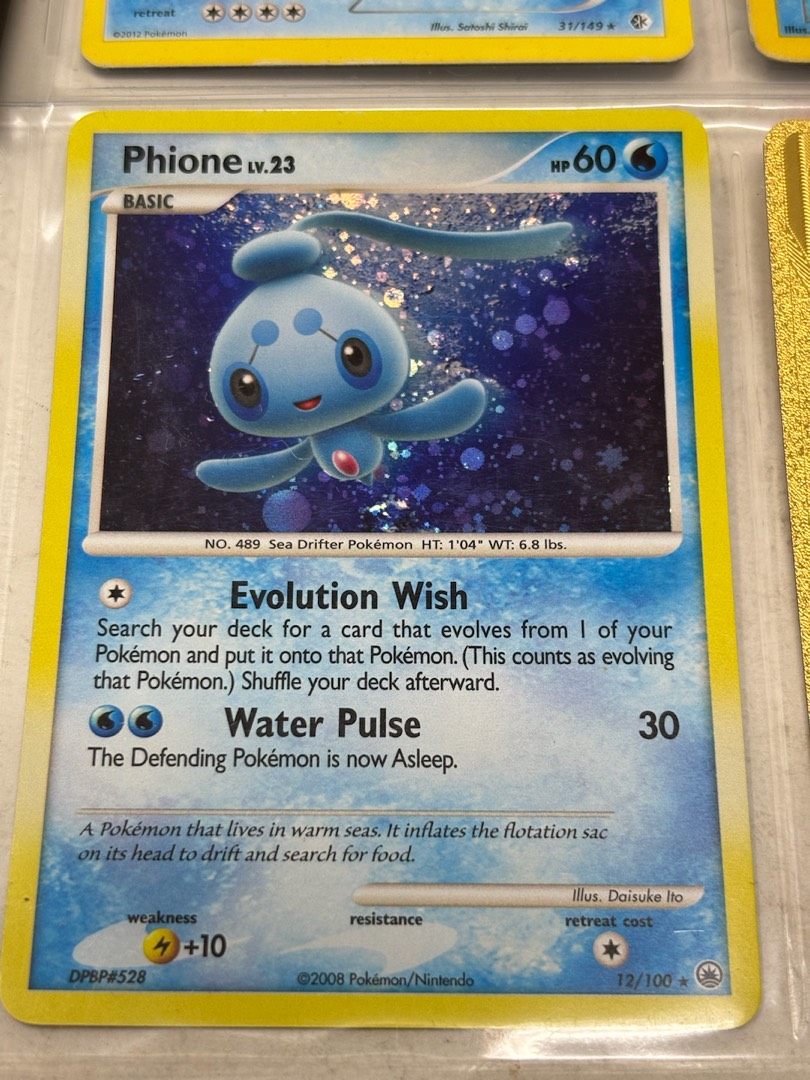 retreat
©2012 Pokémon
Illus. Satoshi Shirai 31/149
Phione LV.23 HP 60
BASIC
NO. 489 Sea Drifter Pokémon HT: 1'04" WT: 6.8 lbs.
Evolution Wish
Search your deck for a card that evolves from 1 of your
Pokémon and put it onto that Pokémon. (This counts as evolving
that Pokémon.) Shuffle your deck afterward.
Water Pulse 30
The Defending Pokémon is now Asleep.
A Pokémon that lives in warm seas. It inflates the flotation sac
on its head to drift and search for food.
Illus. Daisuke Ito
weakness resistance retreat cost
+10
DPBP#528 ©2008 Pokémon/Nintendo 12/100